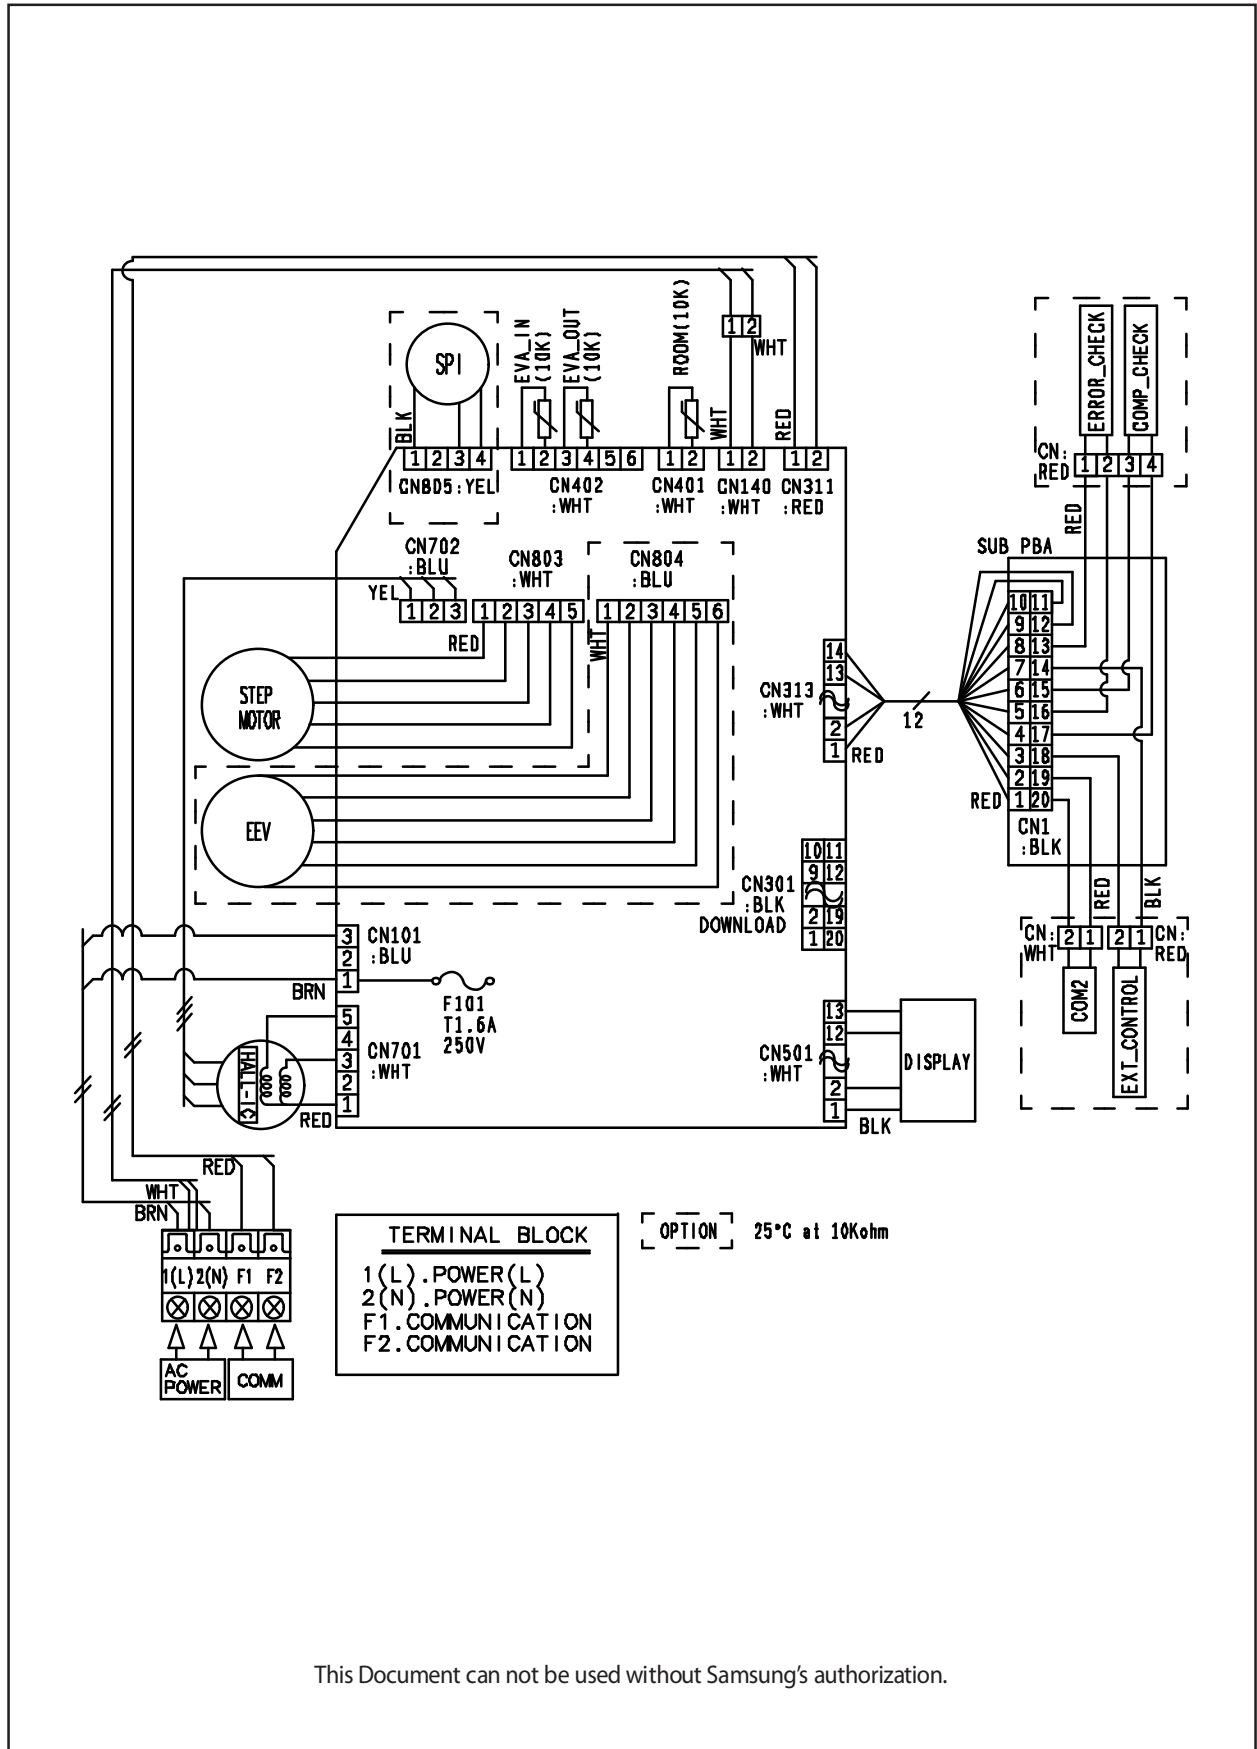 SPI
BLK
1 2 3 4
CN805:YEL
EVA_IN
(10K)
EVA_OUT
(10K)
1 2 3 4 5 6
CN402
:WHT
ROOM(10K)
1 2
CN401
:WHT
1 2
WHT
WHT
1 2
CN140
:WHT
RED
1 2
CN311
:RED
ERROR_CHECK
COMP_CHECK
CN:
RED
1 2 3 4
RED
SUB PBA
10 11
9 12
8 13
7 14
6 15
5 16
4 17
3 18
2 19
RED 1 20
CN1
:BLK
CN702
:BLU
YEL
1 2 3
CN803
:WHT
1 2 3 4 5
RED
CN804
:BLU
1 2 3 4 5 6
WHT
STEP
MOTOR
EEV
14
13
CN313
:WHT
2
1
RED
12
10 11
9 12
CN301
:BLK
DOWNLOAD
2 19
1 20
RED
BLK
CN:
WHT
2 1
2 1
CN:
RED
COM2
EXT_CONTROL
3
2
1
CN101
:BLU
BRN
F101
T1.6A
250V
5
4
3
2
1
CN701
:WHT
RED
HALL-IC
13
12
CN501
:WHT
2
1
BLK
DISPLAY
RED
WHT
BRN
1(L) 2(N) F1 F2
AC
POWER
COMM
TERMINAL BLOCK
1(L).POWER(L)
2(N).POWER(N)
F1.COMMUNICATION
F2.COMMUNICATION
OPTION 25°C at 10Kohm
This Document can not be used without Samsung's authorization.